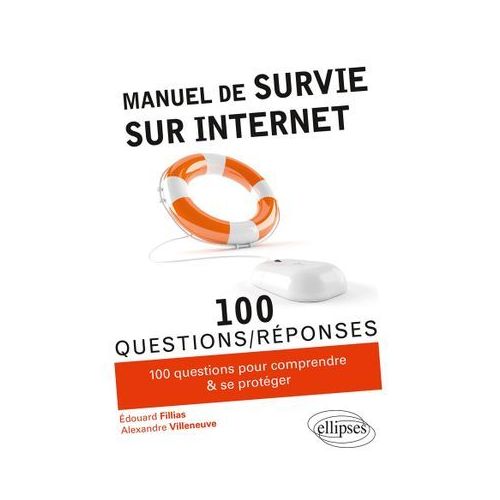 MANUEL DE SURVIE
SUR INTERNET
100
QUESTIONS/RÉPONSES
100 questions pour comprendre
& se protéger
Édouard Fillias
Alexandre Villeneuve
ellipses